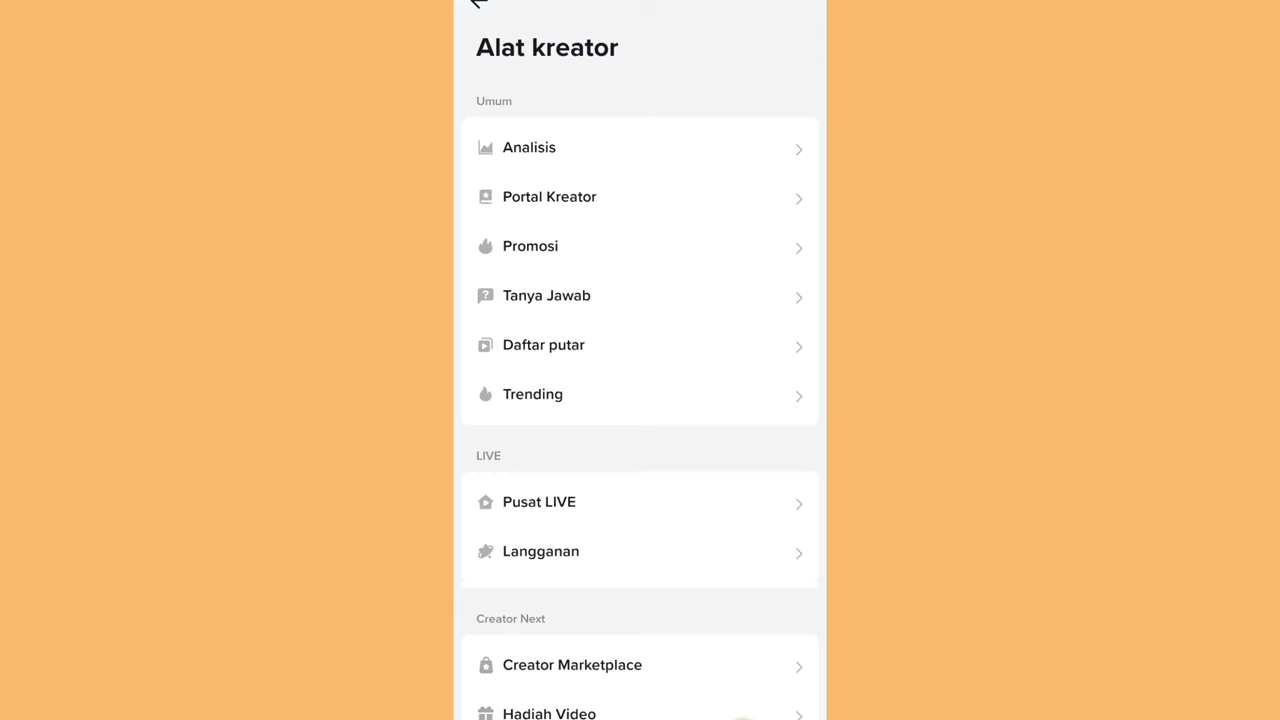 Alat kreator
Umum
Analisis
Portal Kreator
Promosi
Tanya Jawab
Daftar putar
Trending
LIVE
Pusat LIVE
Langganan
Creator Next
Creator Marketplace
Hadiah Video